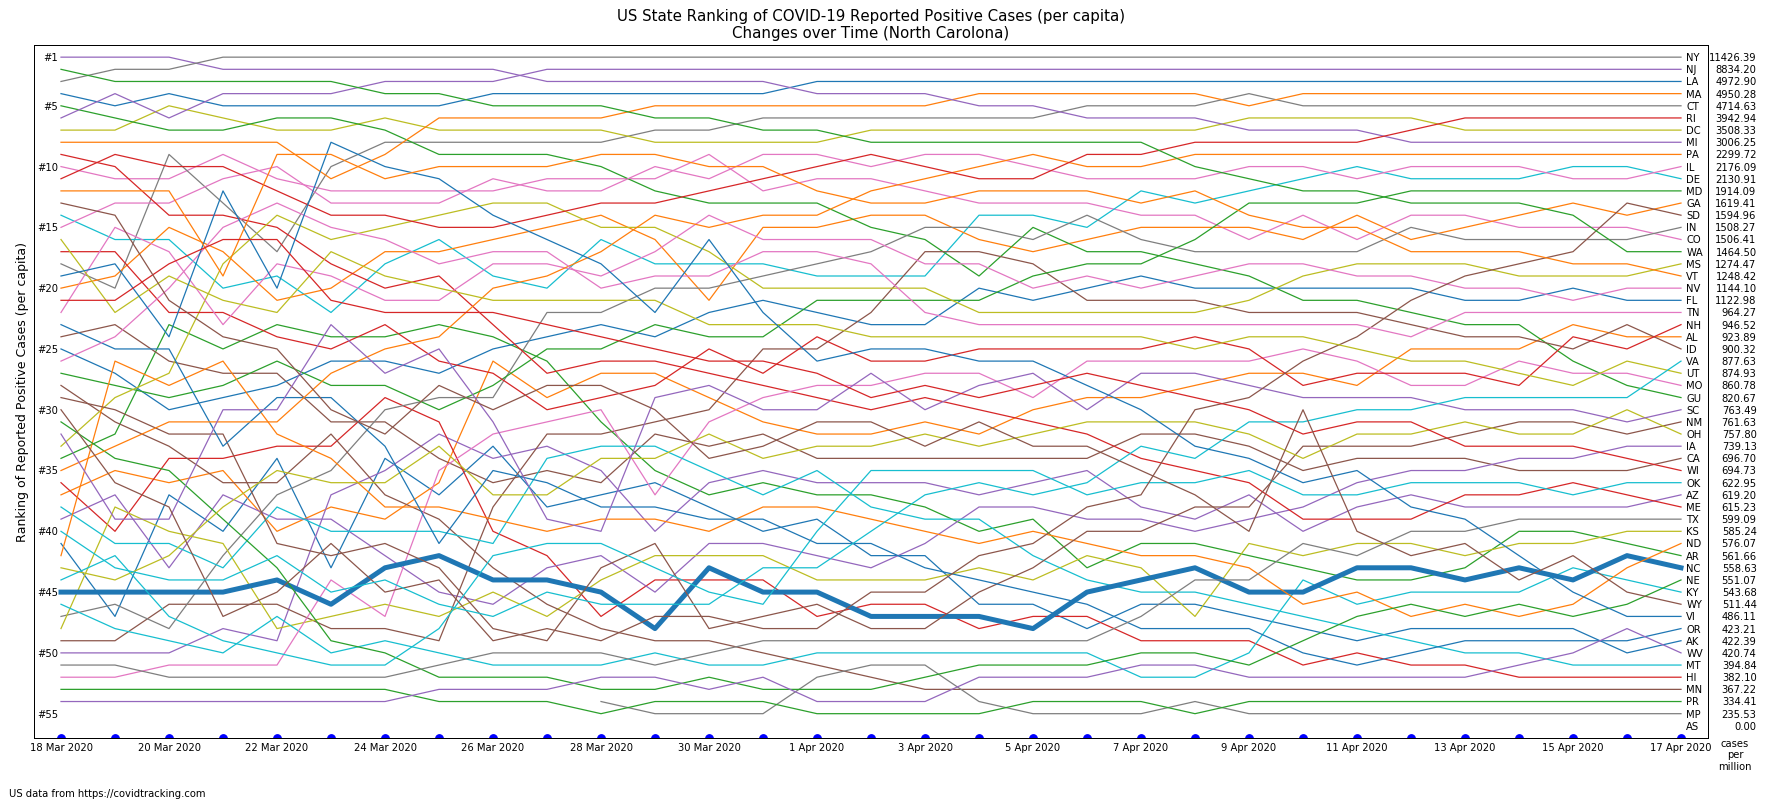 US State Ranking of COVID-19 Reported Positive Cases (per capita)
Changes over Time (North Carolona)
Ranking of Reported Positive Cases (per capita)
#1
#5
#10
#15
#20
#25
#30
#35
#40
#45
#50
#55
NY 11426.39
NJ 8834.20
LA 4972.90
MA 4950.28
CT 4714.63
RI 3942.94
DC 3508.33
MI 3006.25
PA 2299.72
IL 2176.09
DE 2130.91
MD 1914.09
GA 1619.41
SD 1594.96
IN 1508.27
CO 1506.41
WA 1464.50
MS 1274.47
VT 1248.42
NV 1144.10
FL 1122.98
TN 964.27
NH 946.52
AL 923.89
ID 900.32
VA 877.63
UT 874.93
MO 860.78
GU 820.67
SC 763.49
NM 761.63
OH 757.80
IA 739.13
CA 696.70
WI 694.73
OK 622.95
AZ 619.20
ME 615.23
TX 599.09
KS 585.24
ND 576.07
AR 561.66
NC 558.63
NE 551.07
KY 543.68
WY 511.44
VI 486.11
OR 423.21
AK 422.39
WV 420.74
MT 394.84
HI 382.10
MN 367.22
PR 334.41
MP 235.53
AS 0.00
18 Mar 2020 20 Mar 2020 22 Mar 2020 24 Mar 2020 26 Mar 2020 28 Mar 2020 30 Mar 2020 1 Apr 2020 3 Apr 2020 5 Apr 2020 7 Apr 2020 9 Apr 2020 11 Apr 2020 13 Apr 2020 15 Apr 2020 17 Apr 2020
cases
per
million
US data from https://covidtracking.com